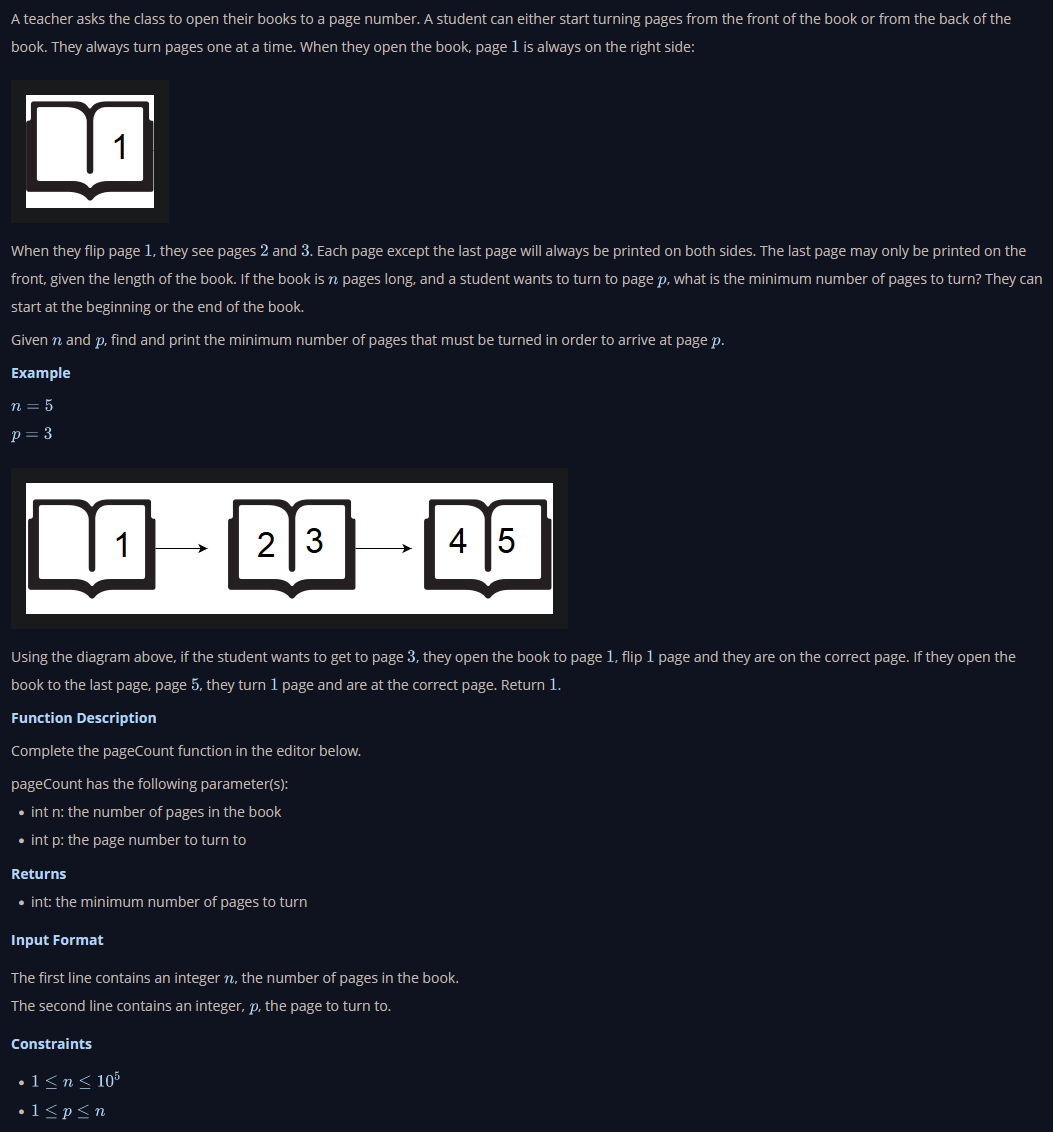 A teacher asks the class to open their books to a page number. A student can either start turning pages from the front of the book or from the back of the
book. They always turn pages one at a time. When they open the book, page 1 is always on the right side:
1
When they flip page 1, they see pages 2 and 3. Each page except the last page will always be printed on both sides. The last page may only be printed on the
front, given the length of the book. If the book is n pages long, and a student wants to turn to page p, what is the minimum number of pages to turn? They can
start at the beginning or the end of the book.
Given n and p, find and print the minimum number of pages that must be turned in order to arrive at page p.
Example
n = 5
p = 3
1 2 3 4 5
Using the diagram above, if the student wants to get to page 3, they open the book to page 1, flip 1 page and they are on the correct page. If they open the
book to the last page, page 5, they turn 1 page and are at the correct page. Return 1.
Function Description
Complete the pageCount function in the editor below.
pageCount has the following parameter(s):
• int n: the number of pages in the book
• int p: the page number to turn to
Returns
• int: the minimum number of pages to turn
Input Format
The first line contains an integer n, the number of pages in the book.
The second line contains an integer, p, the page to turn to.
Constraints
• 1 ≤ n ≤ 10⁵
• 1 ≤ p ≤ n